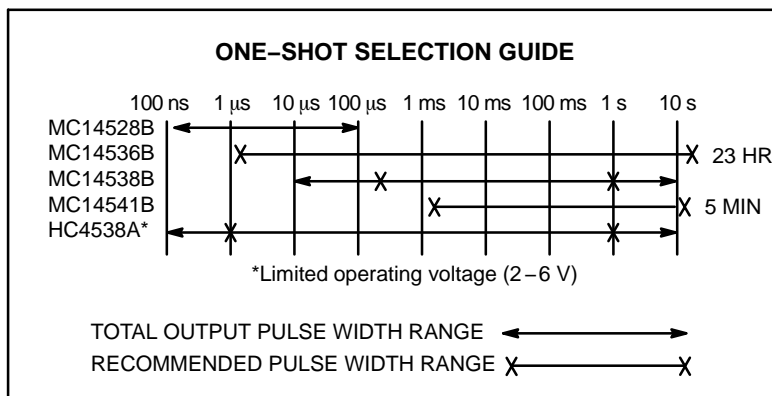 ONE–SHOT SELECTION GUIDE
100 ns 1 μs 10 μs 100 μs 1 ms 10 ms 100 ms 1 s 10 s
MC14528B
MC14536B 23 HR
MC14538B
MC14541B 5 MIN
HC4538A*
*Limited operating voltage (2–6 V)
TOTAL OUTPUT PULSE WIDTH RANGE
RECOMMENDED PULSE WIDTH RANGE